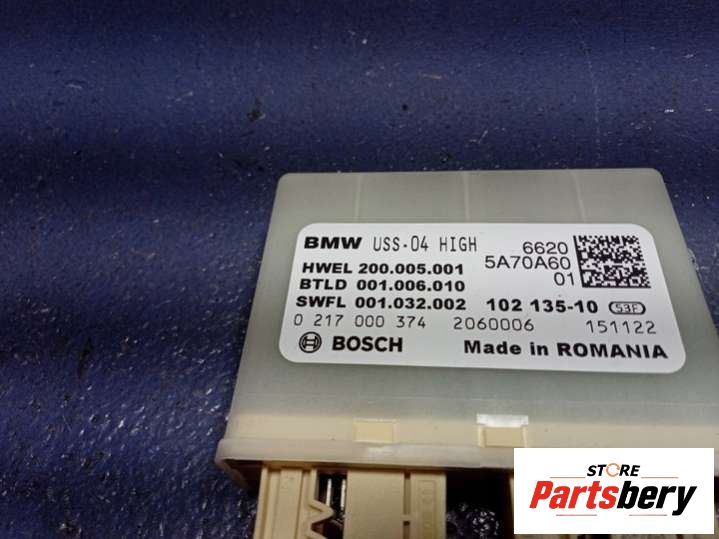 BMW USS-04 HIGH 6620
HWEL 200.005.001 5A70A60
BTLD 001.006.010 01
SWFL 001.032.002 102 135-10 S3F
0 217 000 374 2060006 151122
BOSCH Made in ROMANIA
STORE
Partsbery